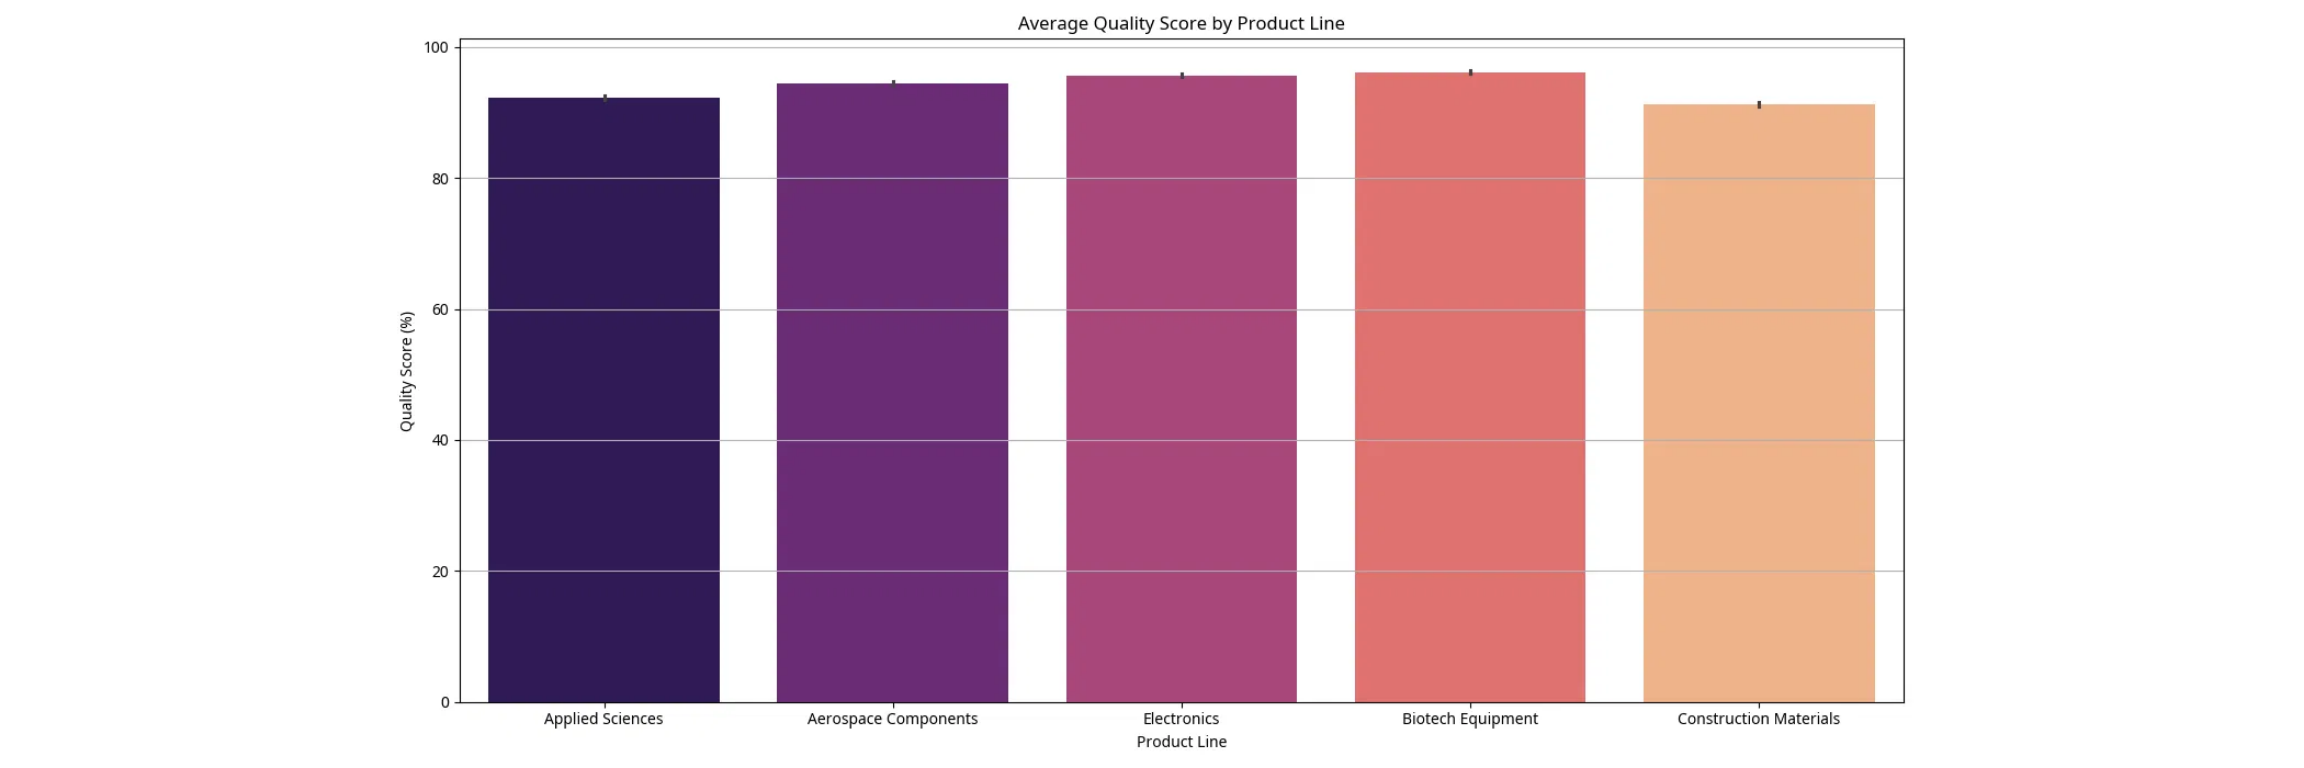 Average Quality Score by Product Line
100
80
60
40
20
0
Quality Score (%)
Applied Sciences
Aerospace Components
Electronics
Biotech Equipment
Construction Materials
Product Line